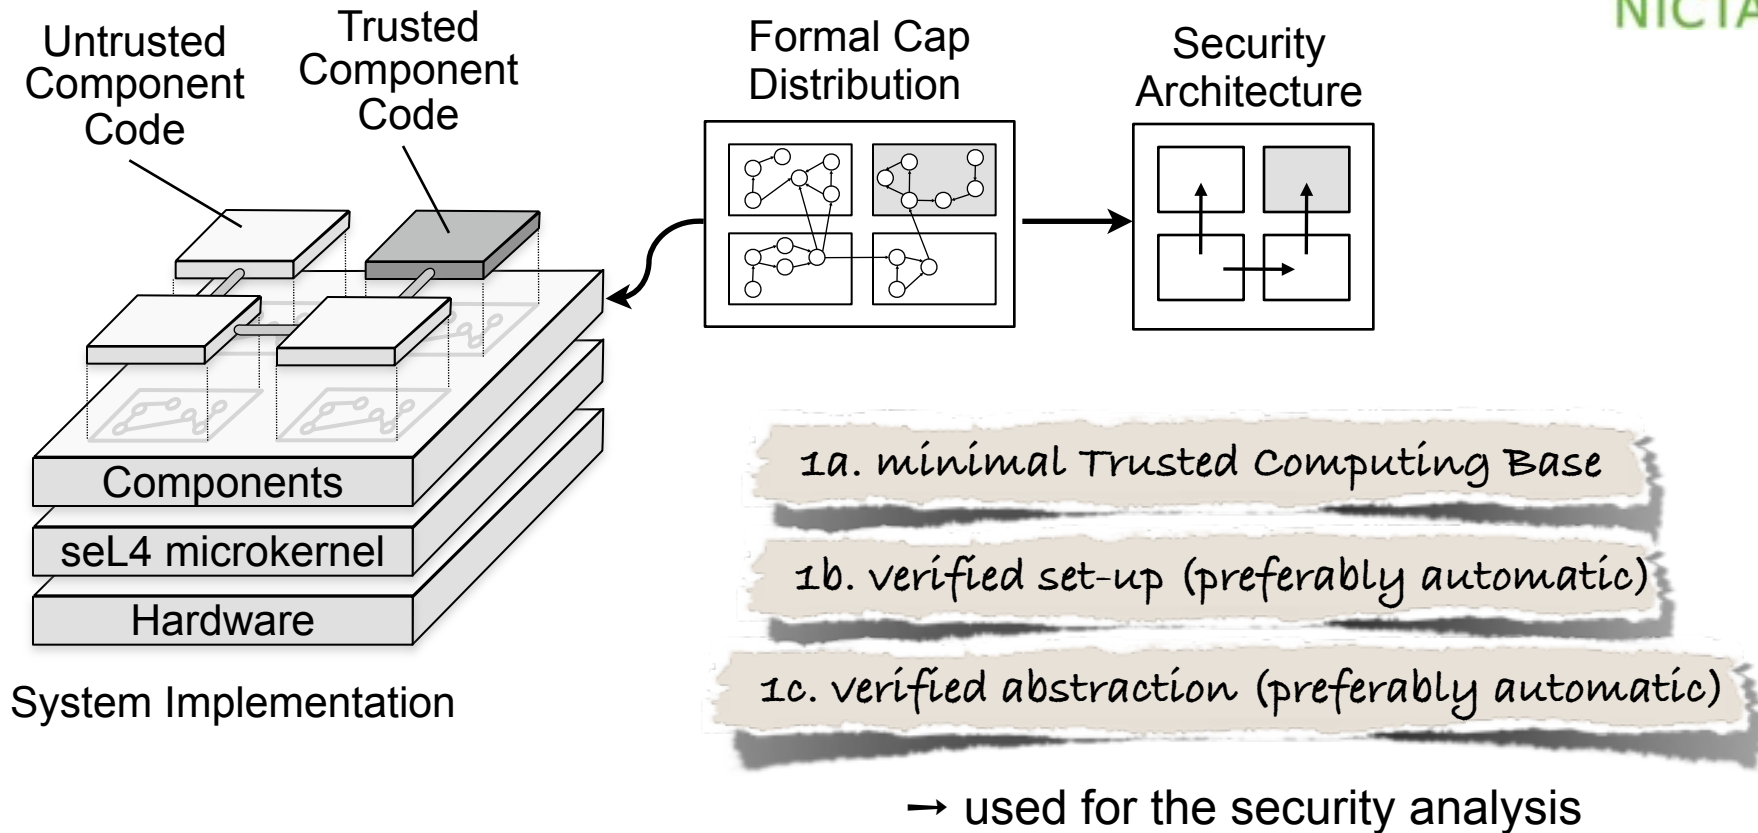 NICTA
Untrusted
Component
Code
Trusted
Component
Code
Formal Cap
Distribution
Security
Architecture
Components
seL4 microkernel
Hardware
System Implementation
1a. minimal Trusted Computing Base
1b. verified set-up (preferably automatic)
1c. verified abstraction (preferably automatic)
→ used for the security analysis